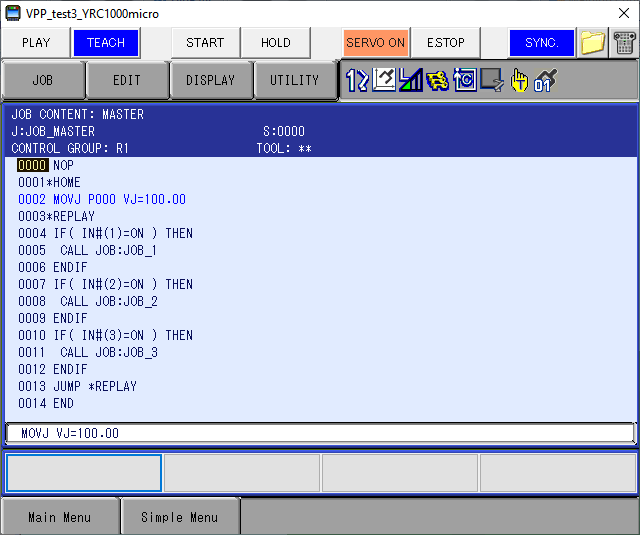 VPP_test3_YRC1000micro
PLAY TEACH START HOLD SERVO ON E.STOP SYNC.
JOB EDIT DISPLAY UTILITY
01
JOB CONTENT: MASTER
J:JOB_MASTER S:0000
CONTROL GROUP: R1 TOOL: **
0000 NOP
0001*HOME
0002 MOVJ P000 VJ=100.00
0003*REPLAY
0004 IF( IN#(1)=ON ) THEN
0005  CALL JOB:JOB_1
0006 ENDIF
0007 IF( IN#(2)=ON ) THEN
0008  CALL JOB:JOB_2
0009 ENDIF
0010 IF( IN#(3)=ON ) THEN
0011  CALL JOB:JOB_3
0012 ENDIF
0013 JUMP *REPLAY
0014 END
MOVJ VJ=100.00
Main Menu Simple Menu